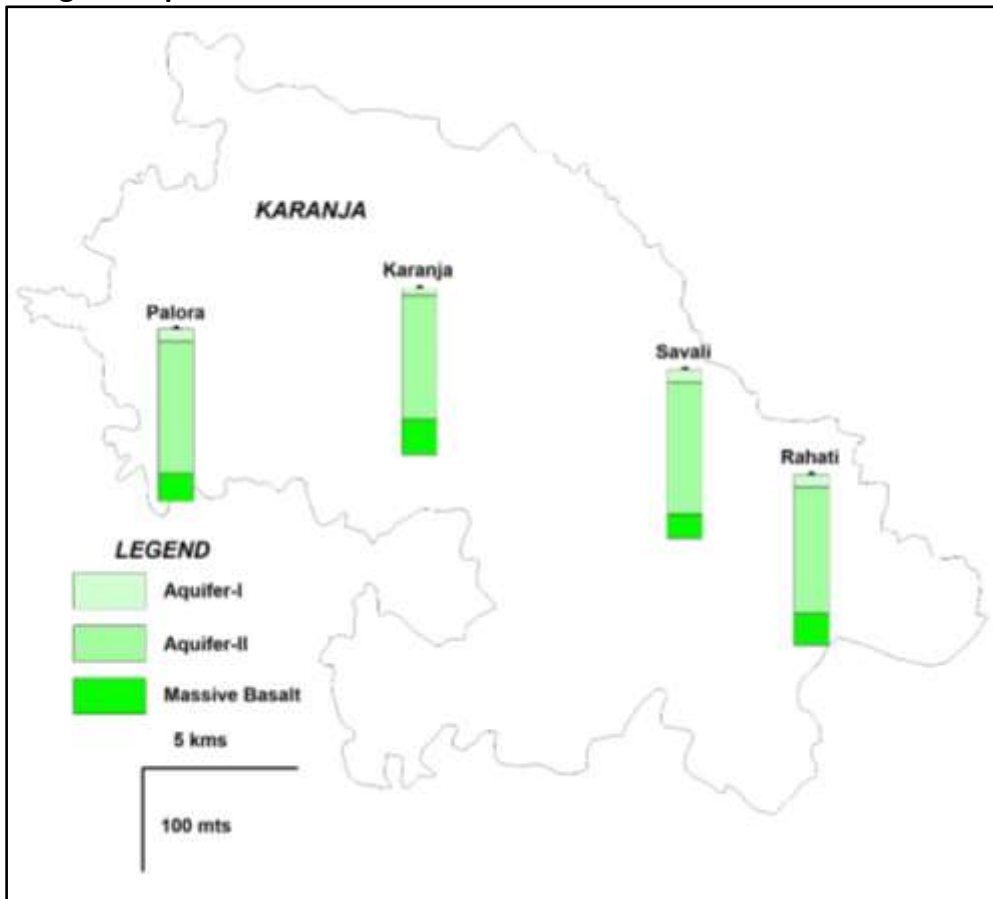 KARANJA
Karanja
Palora
Savali
Rahati
LEGEND
Aquifer-I
Aquifer-II
Massive Basalt
5 kms
100 mts